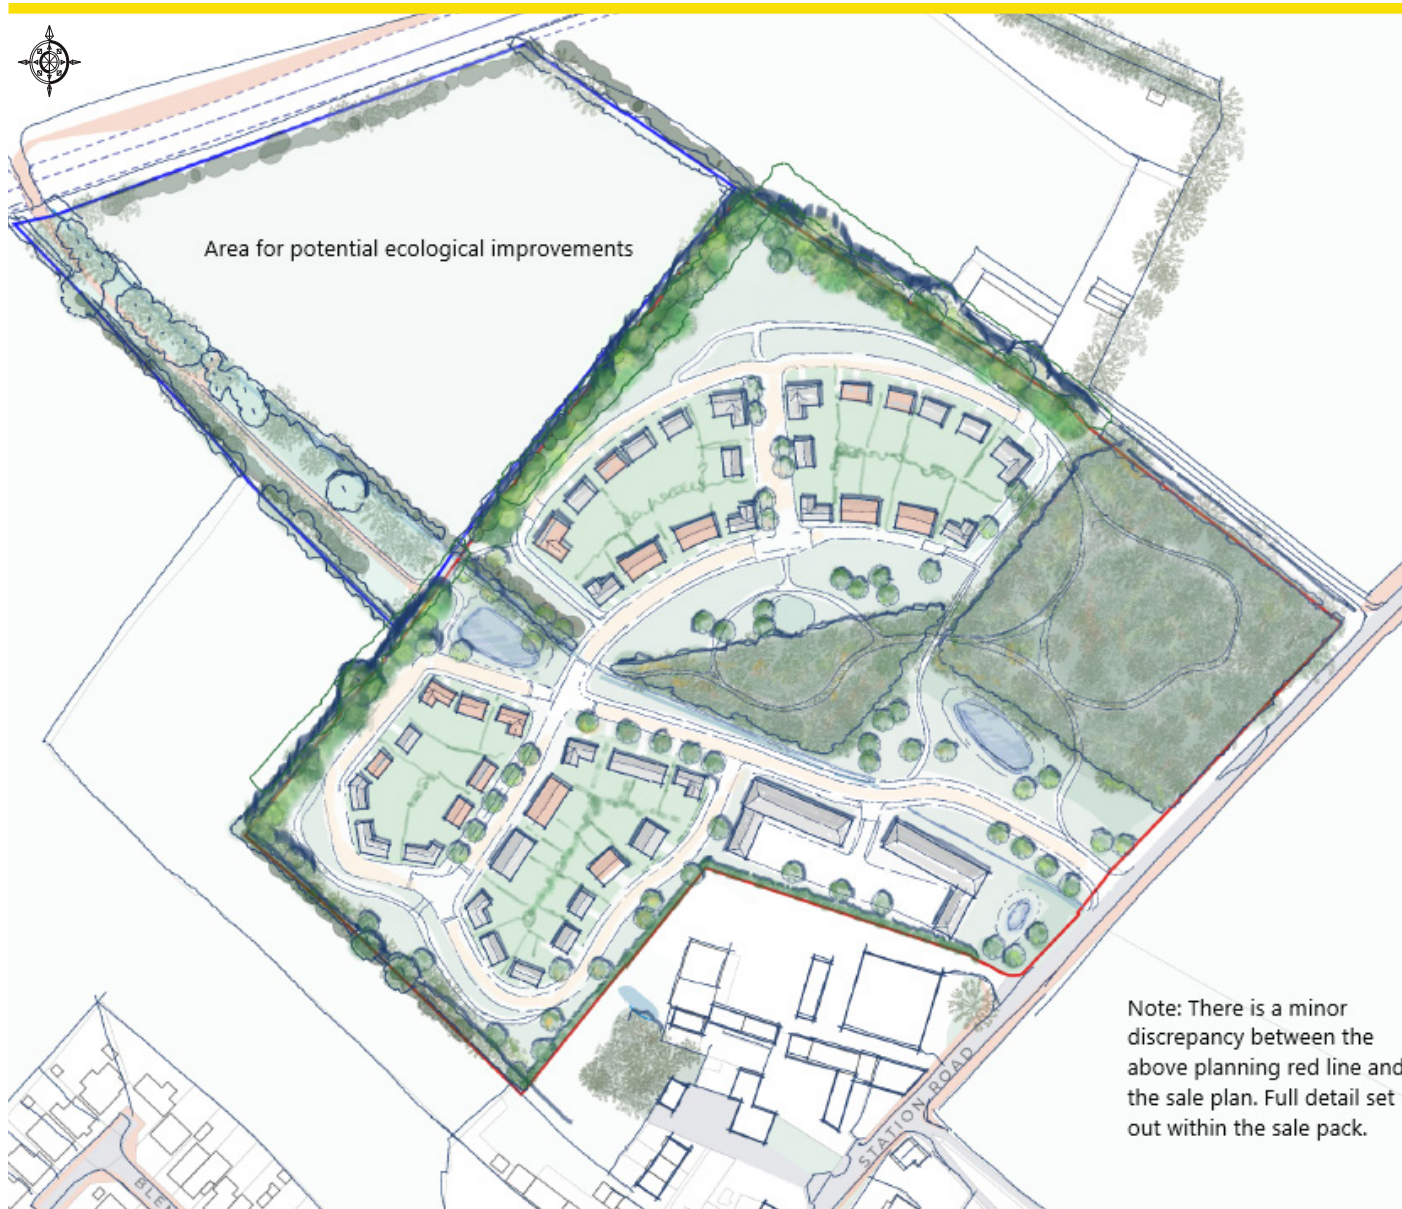 Area for potential ecological improvements
Note: There is a minor
discrepancy between the
above planning red line and
the sale plan. Full detail set
out within the sale pack.
STATION ROAD
BLE